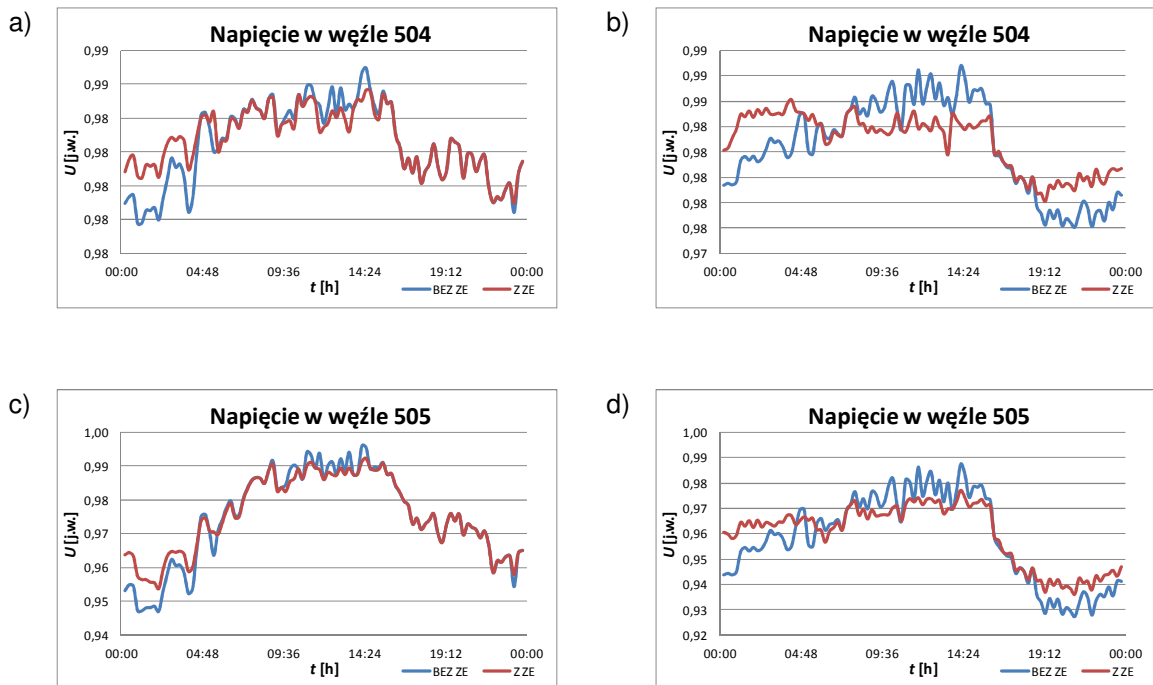 a)
Napięcie w węźle 504
0,99
0,99
0,98
0,98
0,98
0,98
0,98
U [j.w.]
00:00 04:48 09:36 14:24 19:12 00:00
t [h]
BEZ ZE Z ZE
b)
Napięcie w węźle 504
0,99
0,99
0,99
0,98
0,98
0,98
0,98
0,97
U [j.w.]
00:00 04:48 09:36 14:24 19:12 00:00
t [h]
BEZ ZE Z ZE
c)
Napięcie w węźle 505
1,00
0,99
0,98
0,97
0,96
0,95
0,94
U [j.w.]
00:00 04:48 09:36 14:24 19:12 00:00
t [h]
BEZ ZE Z ZE
d)
Napięcie w węźle 505
1,00
0,99
0,98
0,97
0,96
0,95
0,94
0,93
0,92
U [j.w.]
00:00 04:48 09:36 14:24 19:12 00:00
t [h]
BEZ ZE Z ZE